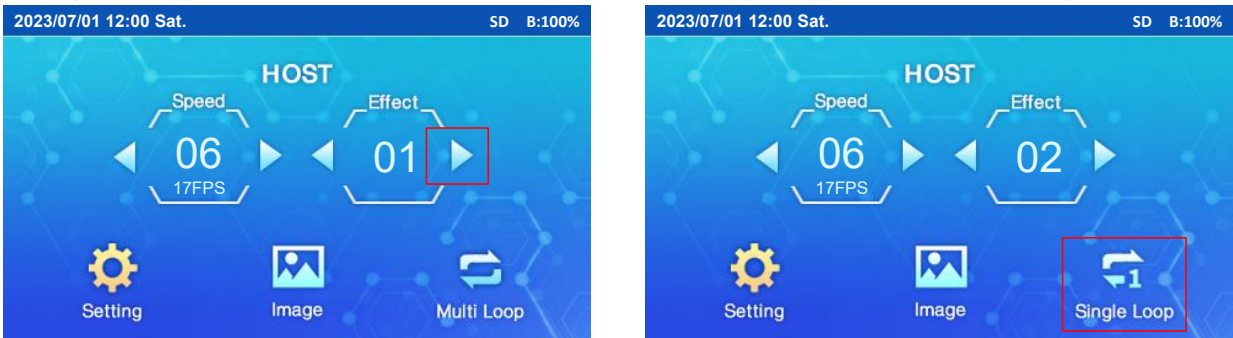 2023/07/01 12:00 Sat. SD B:100%
HOST
Speed Effect
06 01
17FPS
Setting Image Multi Loop
2023/07/01 12:00 Sat. SD B:100%
HOST
Speed Effect
06 02
17FPS
Setting Image Single Loop
1